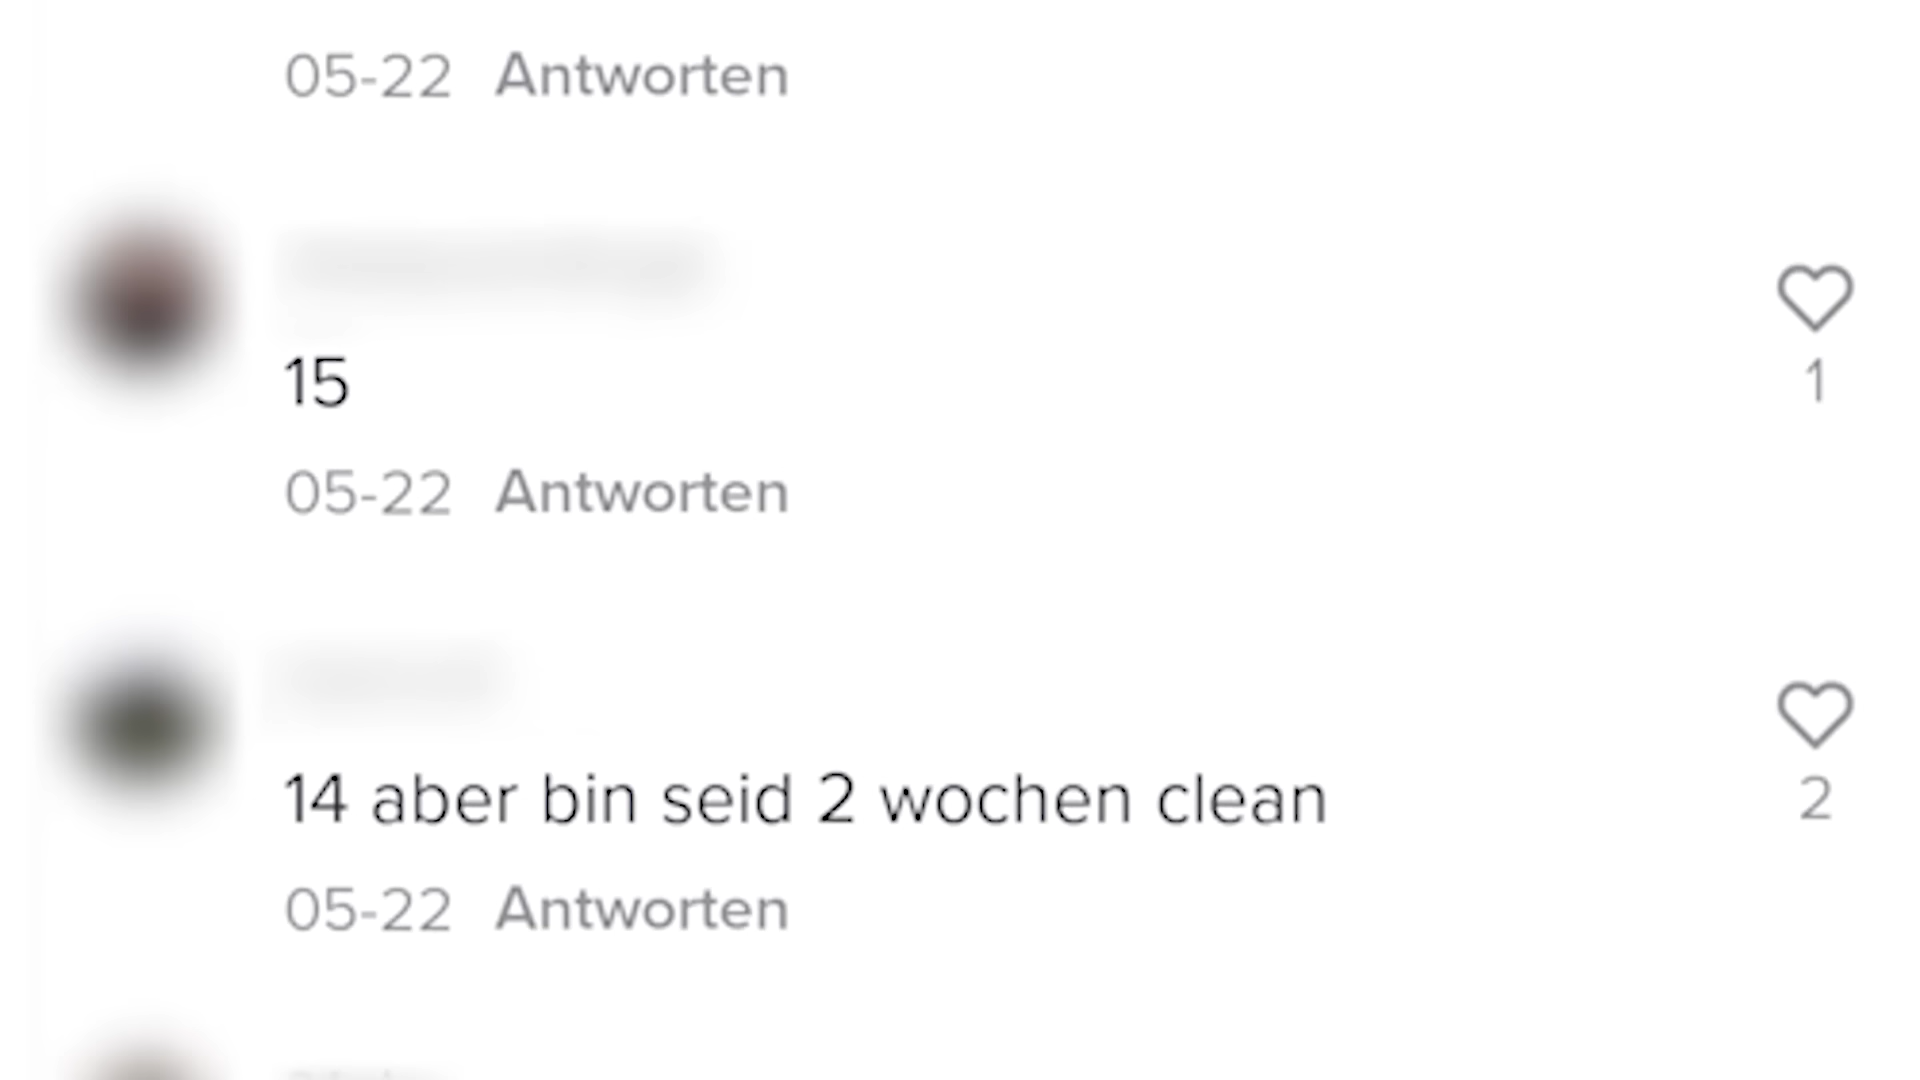 05-22 Antworten
15
1
05-22 Antworten
14 aber bin seid 2 wochen clean
2
05-22 Antworten